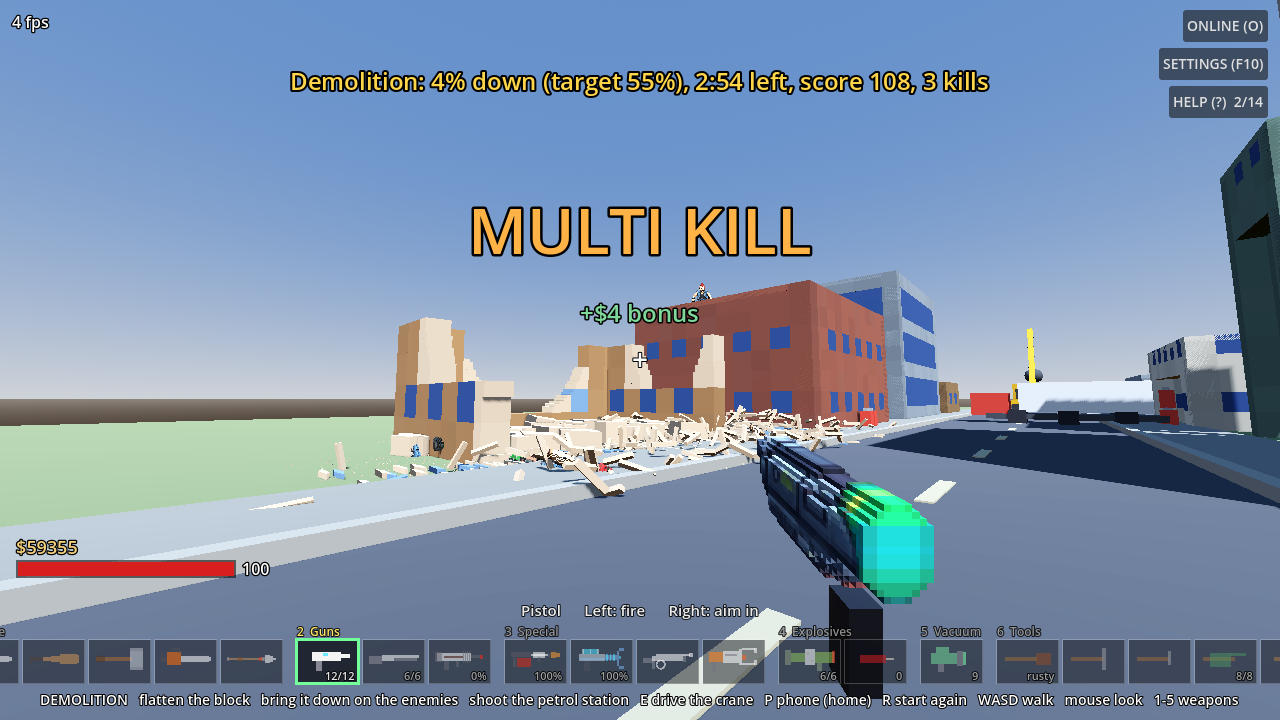 4 fps
ONLINE (O)
SETTINGS (F10)
HELP (?) 2/14
Demolition: 4% down (target 55%), 2:54 left, score 108, 3 kills
MULTI KILL
+$4 bonus
$59355
100
Pistol Left: fire Right: aim in
e 2 Guns 3 Special 4 Explosives 5 Vacuum 6 Tools
12/12 6/6 0% 100% 100% 6/6 0 9 rusty 8/8
DEMOLITION flatten the block bring it down on the enemies shoot the petrol station E drive the crane P phone (home) R start again WASD walk mouse look 1-5 weapons